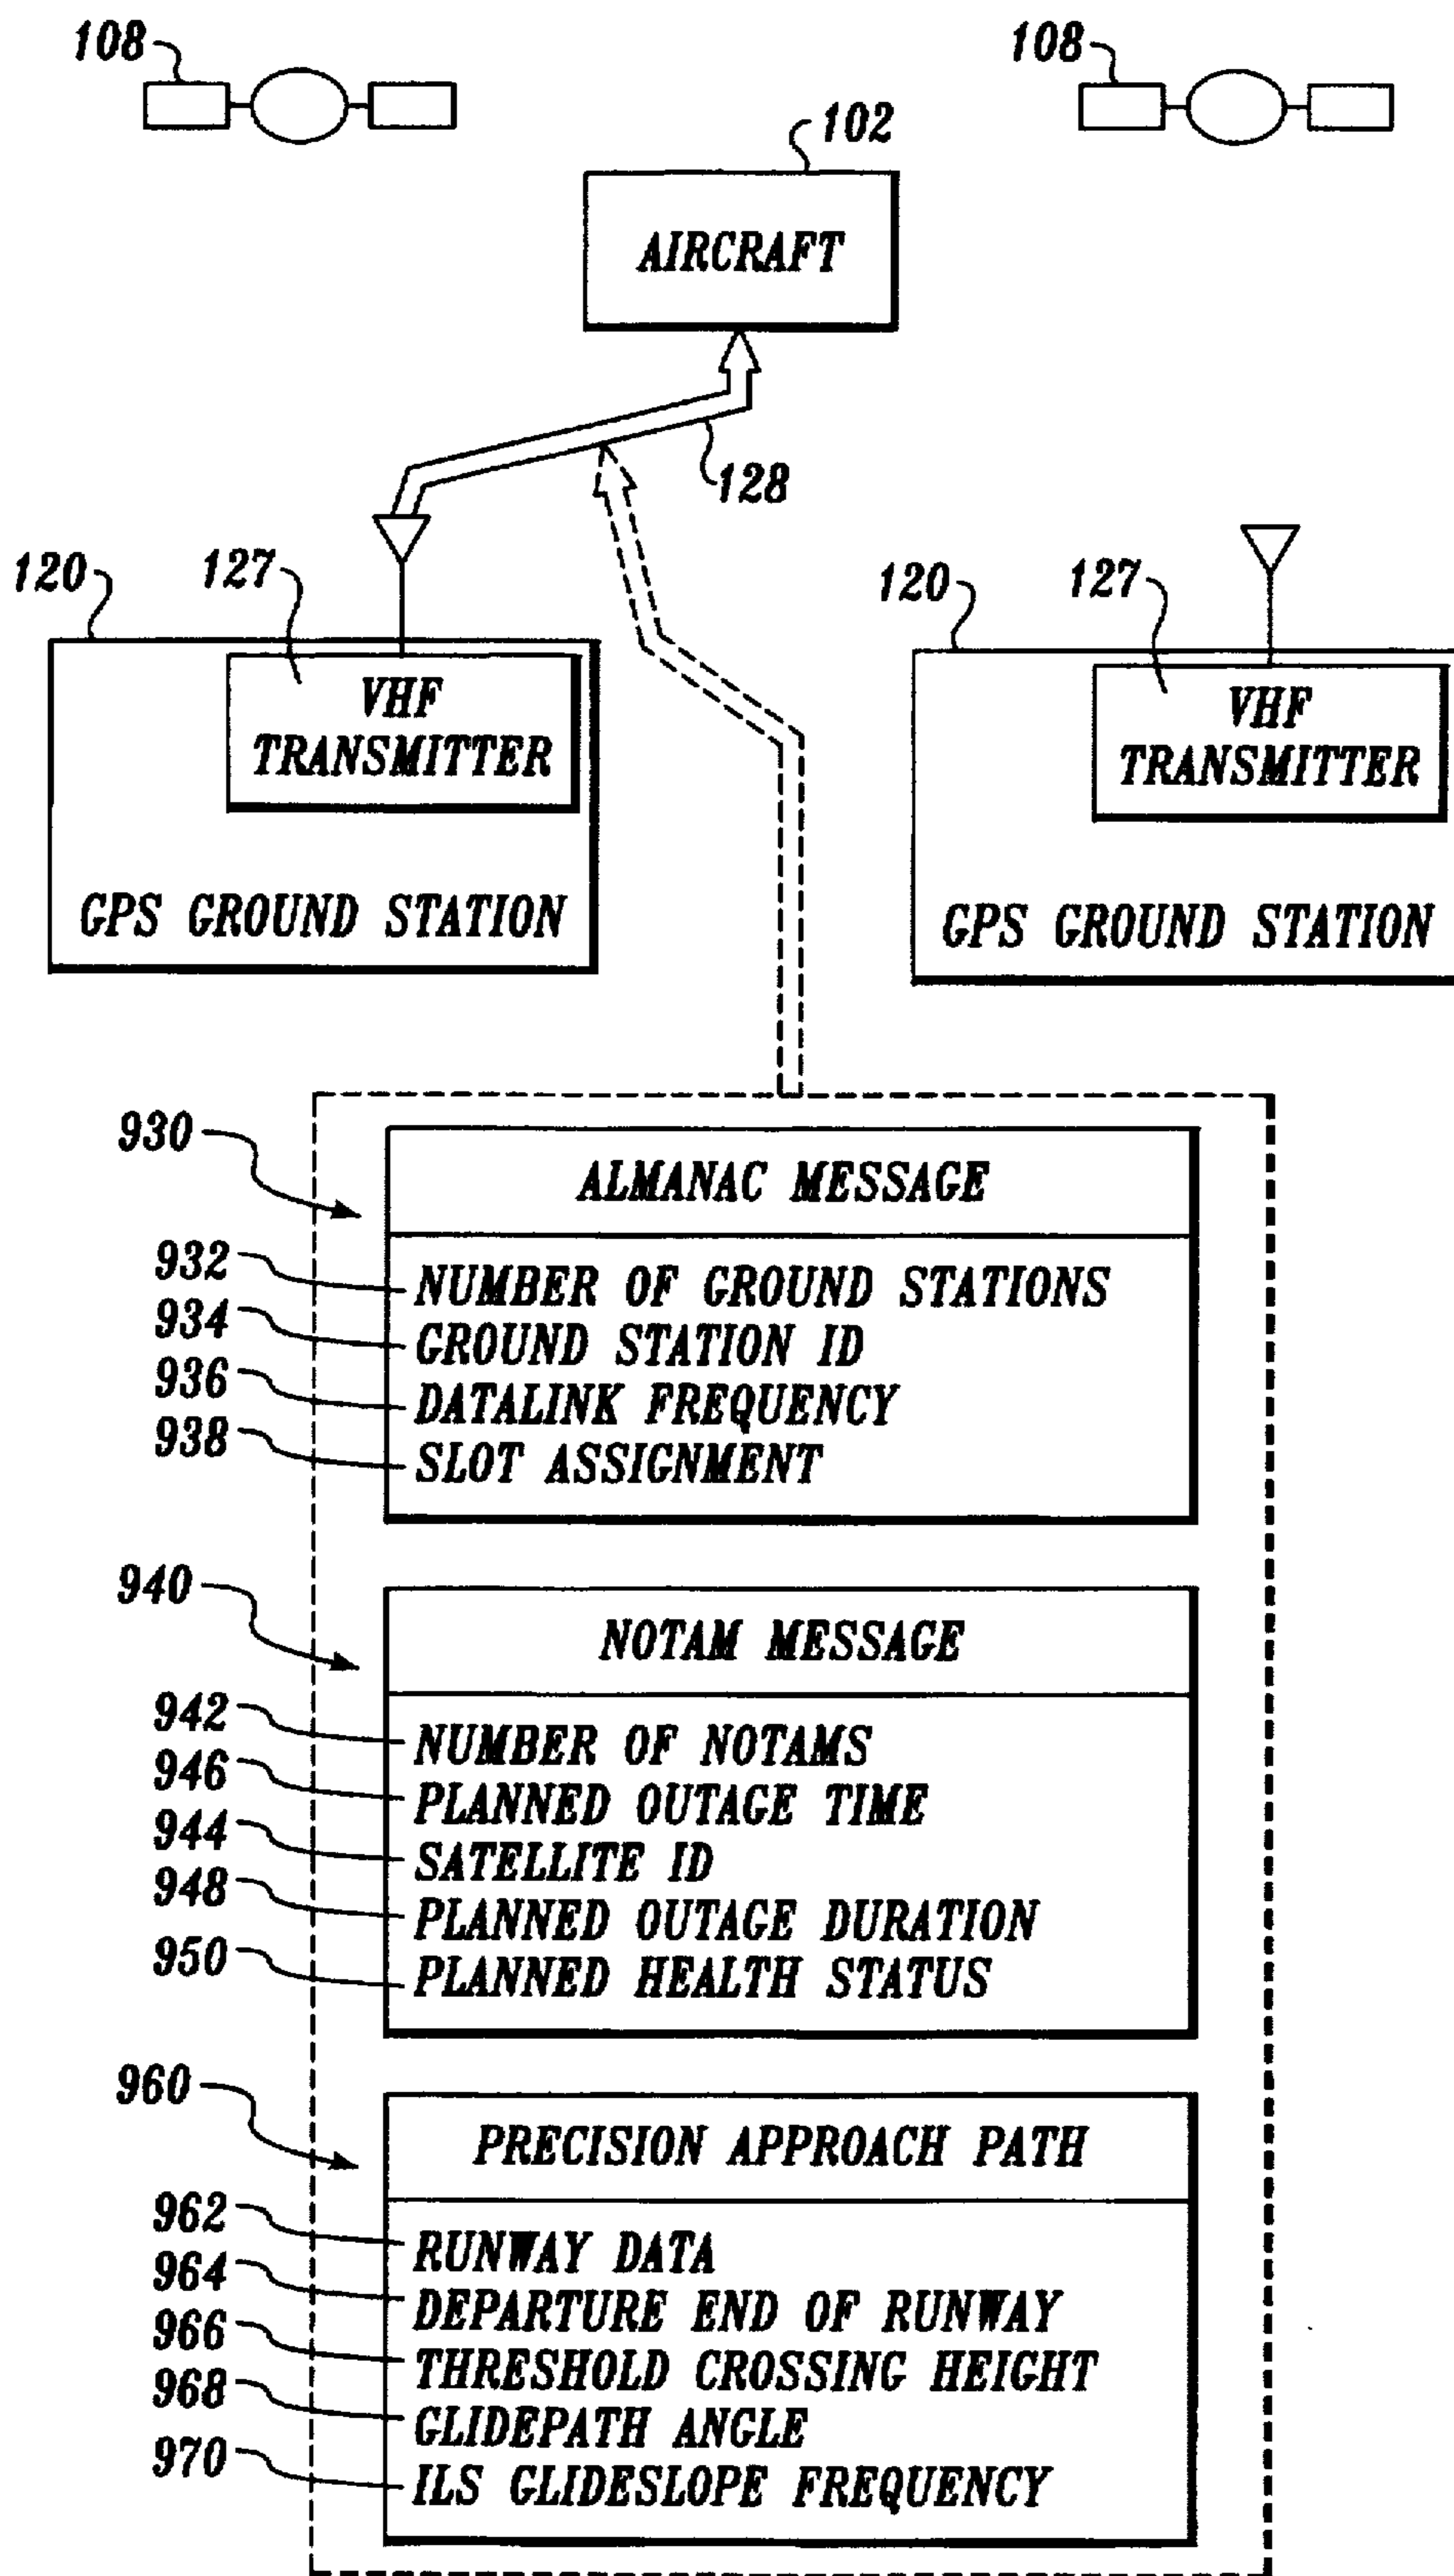 108
108
102
AIRCRAFT
128
120
127
VHF
TRANSMITTER
GPS GROUND STATION
120
127
VHF
TRANSMITTER
GPS GROUND STATION
930
ALMANAC MESSAGE
932
NUMBER OF GROUND STATIONS
934
GROUND STATION ID
936
DATALINK FREQUENCY
938
SLOT ASSIGNMENT
940
NOTAM MESSAGE
942
NUMBER OF NOTAMS
946
PLANNED OUTAGE TIME
944
SATELLITE ID
948
PLANNED OUTAGE DURATION
950
PLANNED HEALTH STATUS
960
PRECISION APPROACH PATH
962
RUNWAY DATA
964
DEPARTURE END OF RUNWAY
966
THRESHOLD CROSSING HEIGHT
968
GLIDEPATH ANGLE
970
ILS GLIDESLOPE FREQUENCY